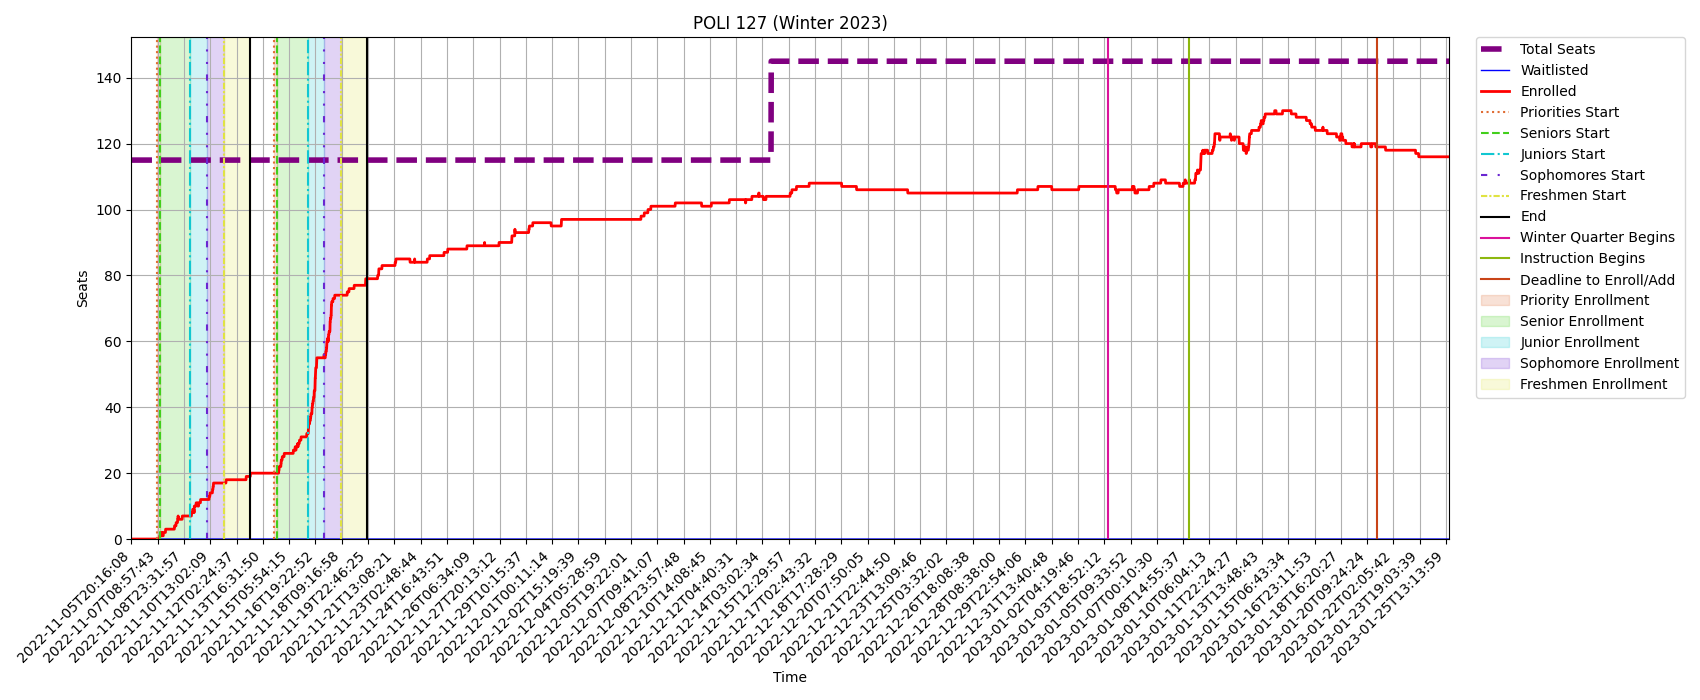 POLI 127 (Winter 2023)
140
120
100
80
60
40
20
0
Seats
2022-11-05T20:16:08
2022-11-07T08:57:43
2022-11-08T23:31:57
2022-11-10T13:02:09
2022-11-12T02:24:37
2022-11-13T16:31:50
2022-11-15T05:54:15
2022-11-16T19:22:52
2022-11-18T09:16:58
2022-11-19T22:46:25
2022-11-21T13:08:21
2022-11-23T02:48:44
2022-11-24T16:43:51
2022-11-26T06:34:09
2022-11-27T20:13:12
2022-11-29T10:15:37
2022-12-01T00:11:14
2022-12-02T15:19:39
2022-12-04T05:28:59
2022-12-05T19:22:01
2022-12-07T09:41:07
2022-12-08T23:57:48
2022-12-10T14:08:45
2022-12-12T04:40:31
2022-12-14T03:02:34
2022-12-15T12:29:57
2022-12-17T02:43:32
2022-12-18T17:28:29
2022-12-20T07:50:05
2022-12-21T22:44:50
2022-12-23T13:09:46
2022-12-25T03:32:02
2022-12-26T18:08:38
2022-12-28T08:38:00
2022-12-29T22:54:06
2022-12-31T13:40:48
2023-01-02T04:19:46
2023-01-03T18:52:12
2023-01-05T09:33:52
2023-01-07T00:10:30
2023-01-08T14:55:37
2023-01-10T06:04:13
2023-01-11T22:24:27
2023-01-13T13:48:43
2023-01-15T06:43:34
2023-01-16T23:11:53
2023-01-18T16:20:27
2023-01-20T09:24:24
2023-01-22T02:05:42
2023-01-23T19:03:39
2023-01-25T13:13:59
Time
Total Seats
Waitlisted
Enrolled
Priorities Start
Seniors Start
Juniors Start
Sophomores Start
Freshmen Start
End
Winter Quarter Begins
Instruction Begins
Deadline to Enroll/Add
Priority Enrollment
Senior Enrollment
Junior Enrollment
Sophomore Enrollment
Freshmen Enrollment